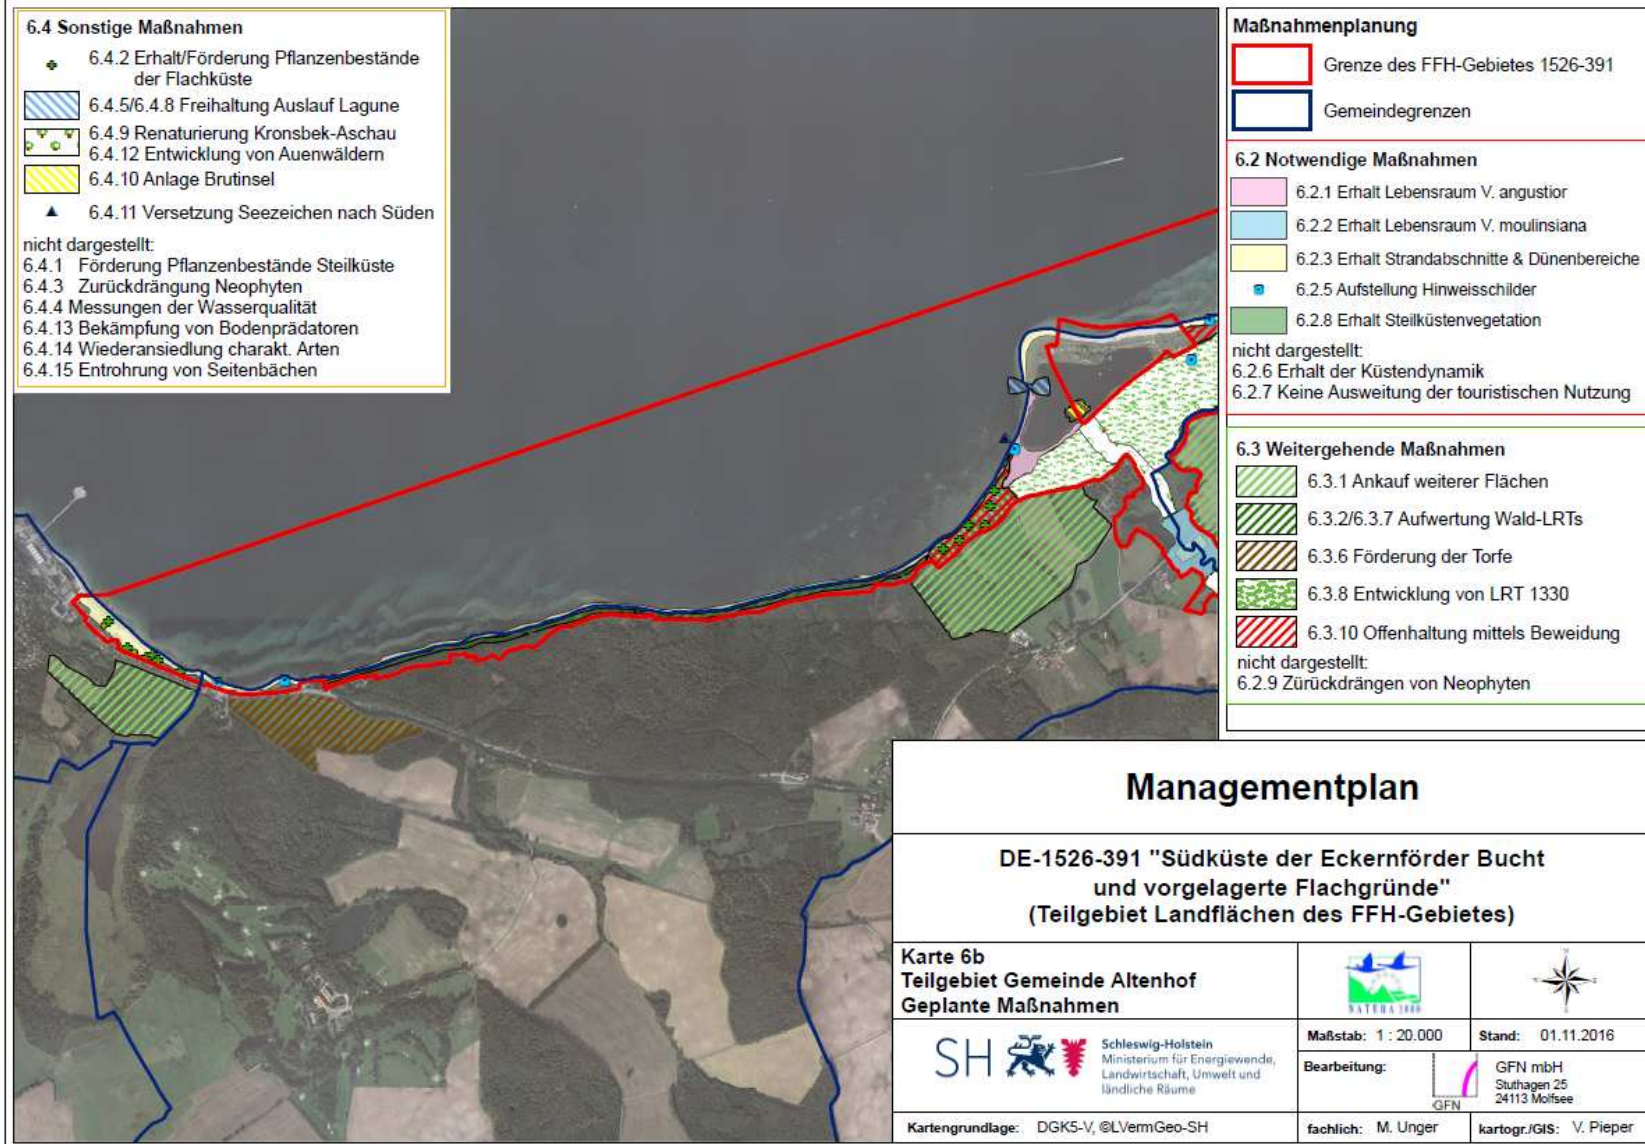 6.4 Sonstige Maßnahmen
6.4.2 Erhalt/Förderung Pflanzenbestände
der Flachküste
6.4.5/6.4.8 Freihaltung Auslauf Lagune
6.4.9 Renaturierung Kronsbek-Aschau
6.4.12 Entwicklung von Auenwäldern
6.4.10 Anlage Brutinsel
6.4.11 Versetzung Seezeichen nach Süden
nicht dargestellt:
6.4.1 Förderung Pflanzenbestände Steilküste
6.4.3 Zurückdrängung Neophyten
6.4.4 Messungen der Wasserqualität
6.4.13 Bekämpfung von Bodenprädatoren
6.4.14 Wiederansiedlung charakt. Arten
6.4.15 Entrohrung von Seitenbächen
Maßnahmenplanung
Grenze des FFH-Gebietes 1526-391
Gemeindegrenzen
6.2 Notwendige Maßnahmen
6.2.1 Erhalt Lebensraum V. angustior
6.2.2 Erhalt Lebensraum V. moulinsiana
6.2.3 Erhalt Strandabschnitte & Dünenbereiche
6.2.5 Aufstellung Hinweisschilder
6.2.8 Erhalt Steilküstenvegetation
nicht dargestellt:
6.2.6 Erhalt der Küstendynamik
6.2.7 Keine Ausweitung der touristischen Nutzung
6.3 Weitergehende Maßnahmen
6.3.1 Ankauf weiterer Flächen
6.3.2/6.3.7 Aufwertung Wald-LRTs
6.3.6 Förderung der Torfe
6.3.8 Entwicklung von LRT 1330
6.3.10 Offenhaltung mittels Beweidung
nicht dargestellt:
6.2.9 Zürückdrängen von Neophyten
Managementplan
DE-1526-391 "Südküste der Eckernförder Bucht
und vorgelagerte Flachgründe"
(Teilgebiet Landflächen des FFH-Gebietes)
Karte 6b
Teilgebiet Gemeinde Altenhof
Geplante Maßnahmen
NATURA 2000
SH
Schleswig-Holstein
Ministerium für Energiewende,
Landwirtschaft, Umwelt und
ländliche Räume
Maßstab: 1 : 20.000
Stand: 01.11.2016
Bearbeitung:
GFN
GFN mbH
Stuthagen 25
24113 Molfsee
Kartengrundlage: DGK5-V, ©LVermGeo-SH
fachlich: M. Unger
kartogr./GIS: V. Pieper